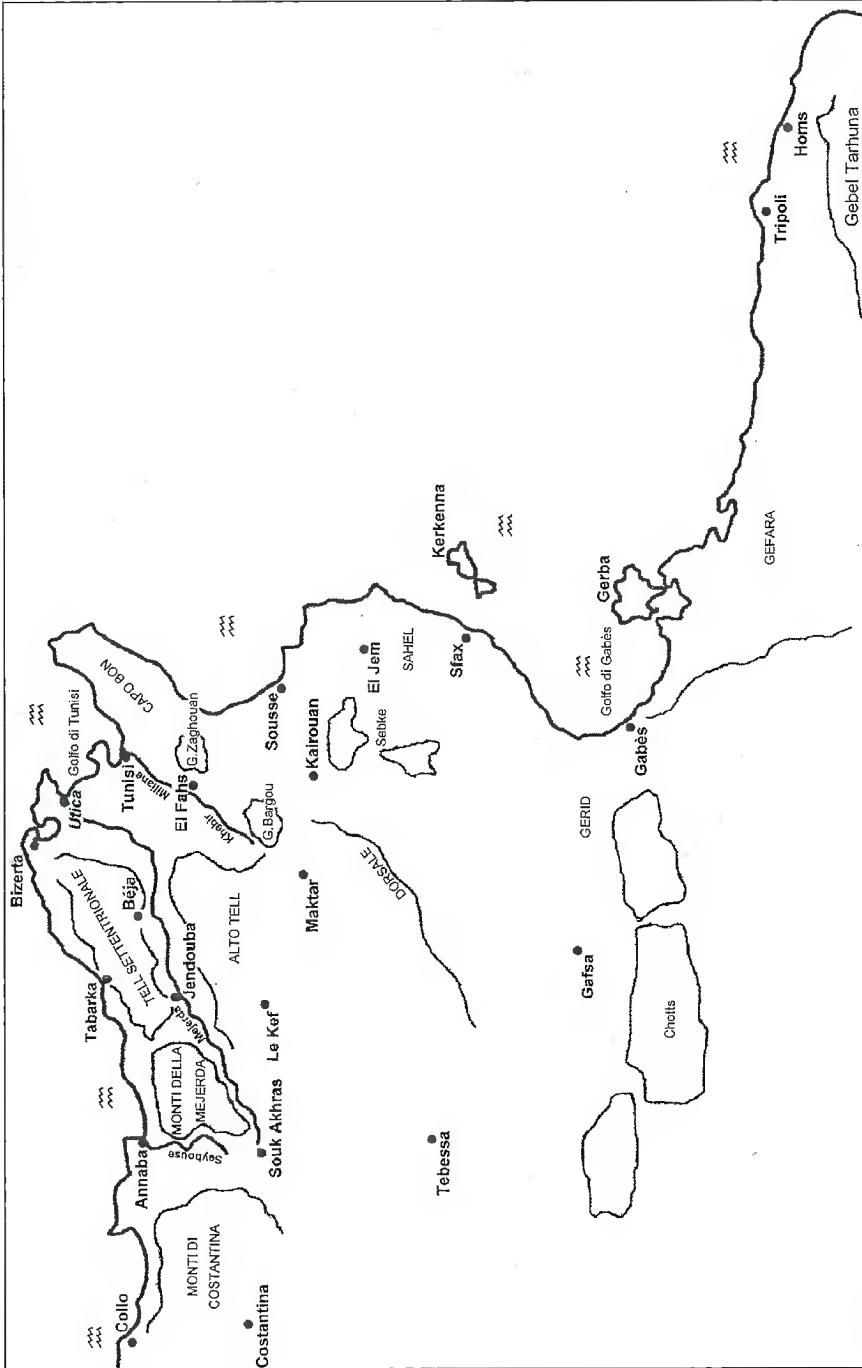 Collo
Costantina
MONTI DI
COSTANTINA
Annaba
Seybouse
Souk Akhras
MONTI DELLA
MEJERDA
Tabarka
TELL SETTENTRIONALE
Béja
Mejerda
Jendouba
Le Kef
ALTO TELL
Bizerta
Utica
Golfo di Tunisi
Tunisi
Miliane
El Fahs
Khebir
G.Zaghouan
G.Bargou
CAPO BON
Maktar
Kairouan
Sousse
El Jem
Sebke
SAHEL
Sfax
Kerkenna
DORSALE
Tebessa
Gafsa
GERID
Chotts
Gabès
Golfo di Gabès
Gerba
GEFARA
Tripoli
Homs
Gebel Tarhuna